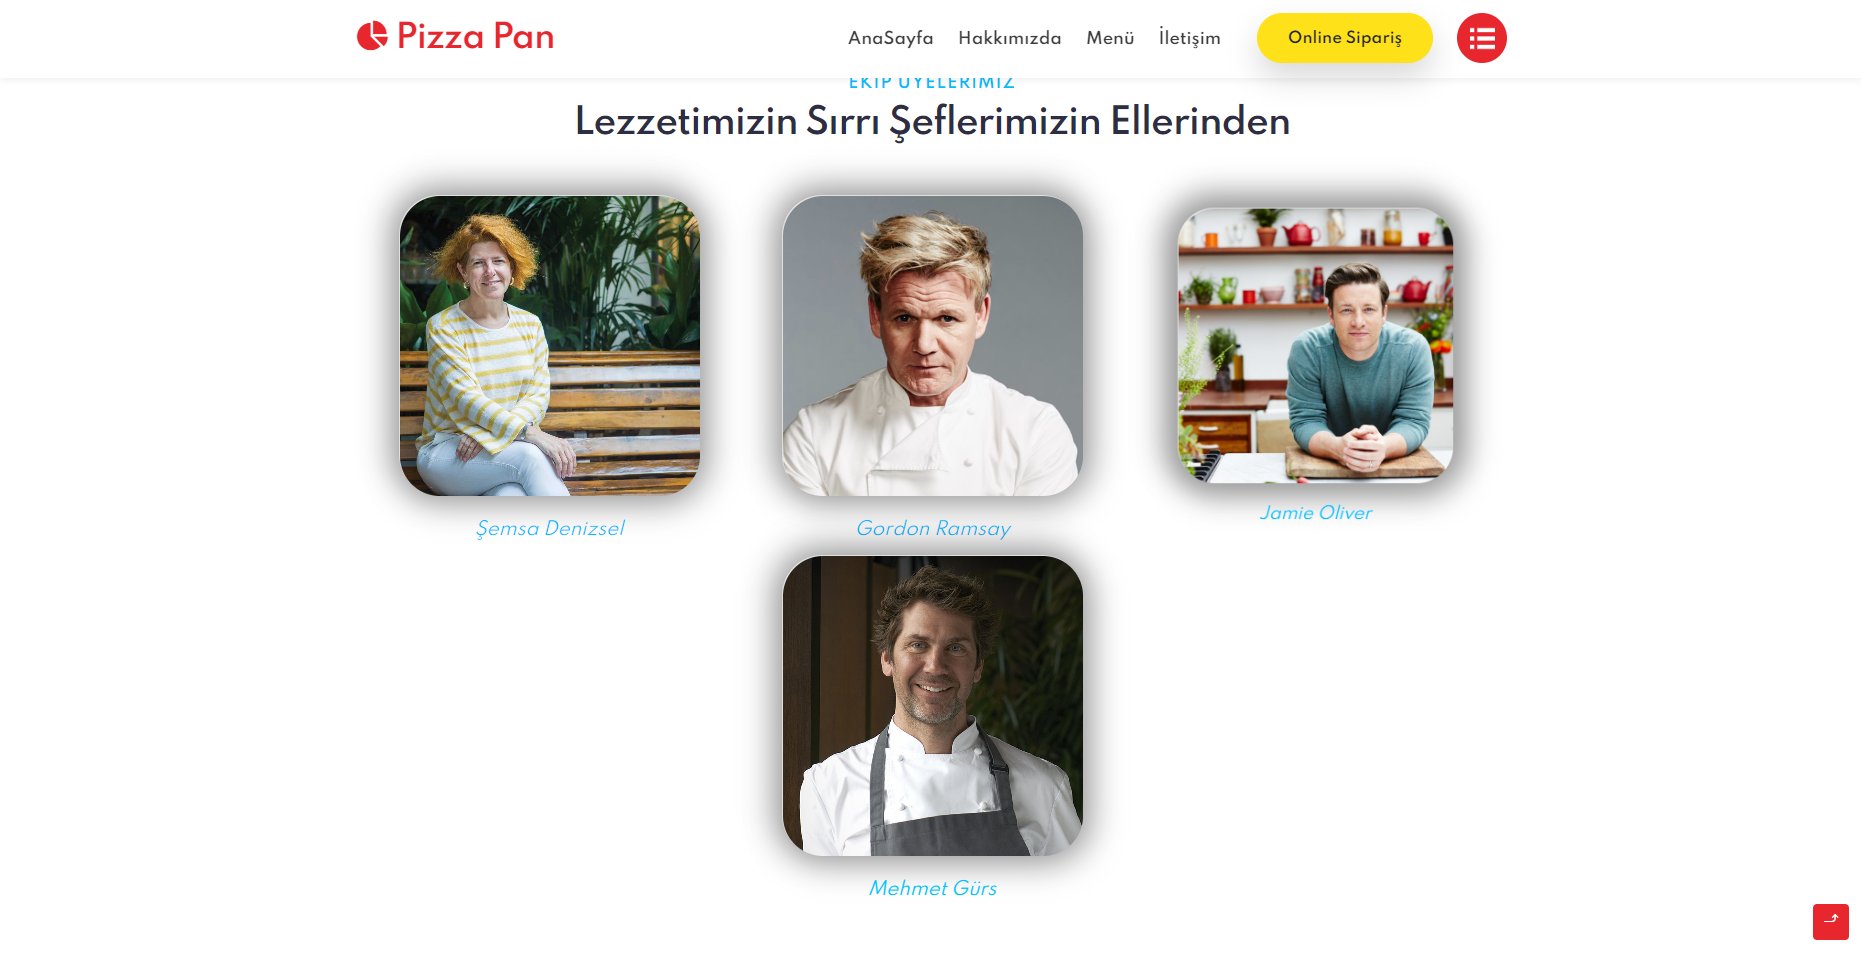 Pizza Pan
AnaSayfa Hakkımızda Menü İletişim Online Sipariş
EKİP ÜYELERİMİZ
Lezzetimizin Sırrı Şeflerimizin Ellerinden
Şemsa Denizsel Gordon Ramsay Jamie Oliver
Mehmet Gürs